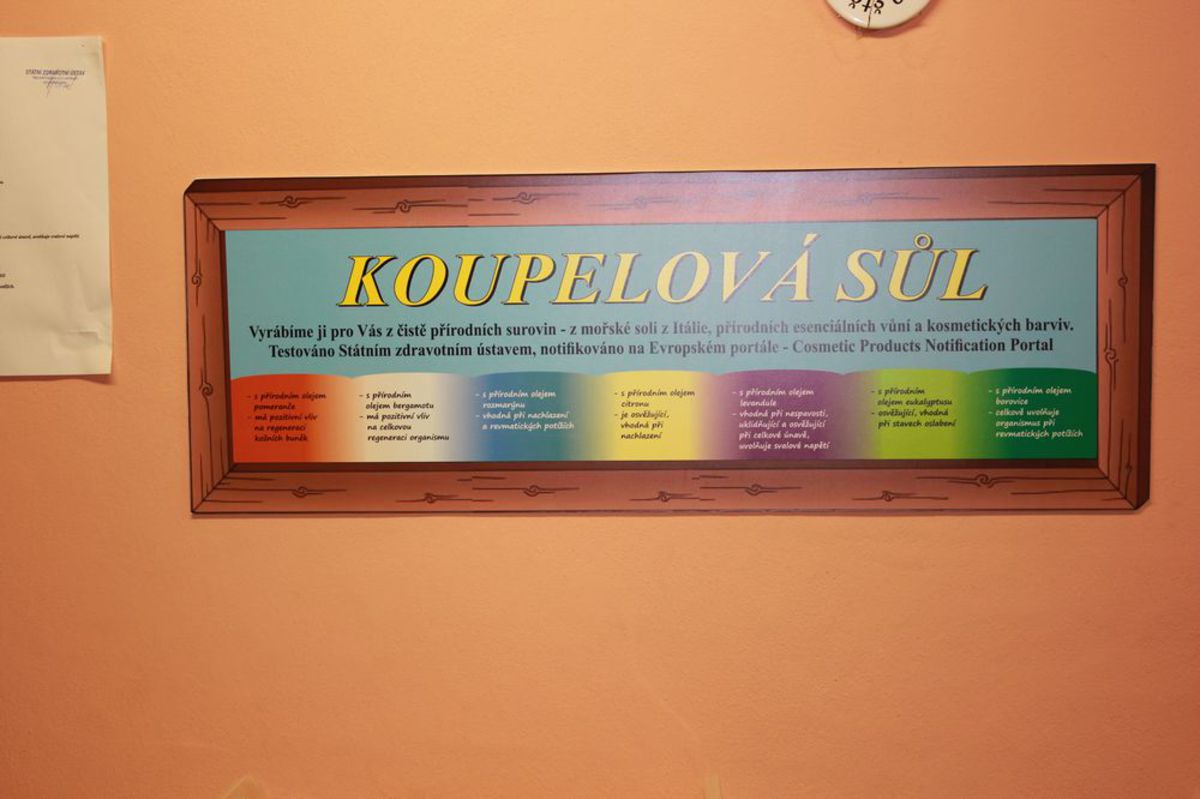 STÁTNÍ ZDRAVOTNÍ ÚSTAV
KOUPELOVÁ SŮL
Vyrábíme ji pro Vás z čistě přírodních surovin - z mořské soli z Itálie, přírodních esenciálních vůní a kosmetických barviv.
Testováno Státním zdravotním ústavem, notifikováno na Evropském portále - Cosmetic Products Notification Portal
- s přírodním olejem
pomeranče
- má pozitivní vliv
na regeneraci
kožních buněk
- s přírodním
olejem bergamotu
- má pozitivní vliv
na celkovou
regeneraci organismu
- s přírodním olejem
rozmarýnu
- vhodná při nachlazení
a revmatických potížích
- s přírodním olejem
citronu
- je osvěžující,
vhodná při
nachlazení
- s přírodním olejem
levandule
- vhodná při nespavosti,
uklidňující a osvěžující
při celkové únavě,
uvolňuje svalové napětí
- s přírodním
olejem eukalyptusu
- osvěžující, vhodná
při stavech oslabení
- s přírodním olejem
borovice
- celkově uvolňuje
organismus při
revmatických potížích